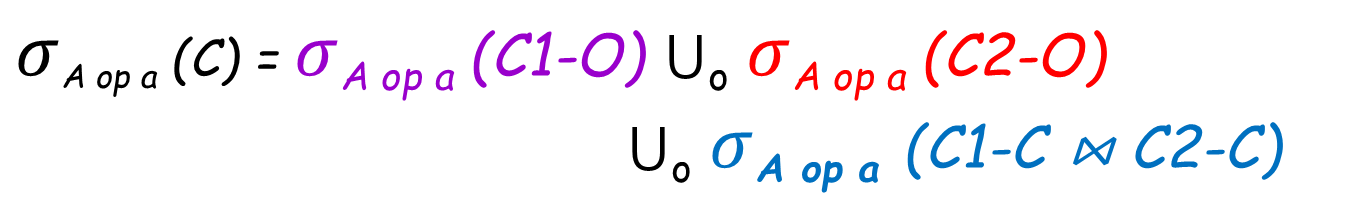 σ A op a (C) = σ A op a (C1-O) ∪o σ A op a (C2-O)
∪o σ A op a (C1-C ⋈ C2-C)